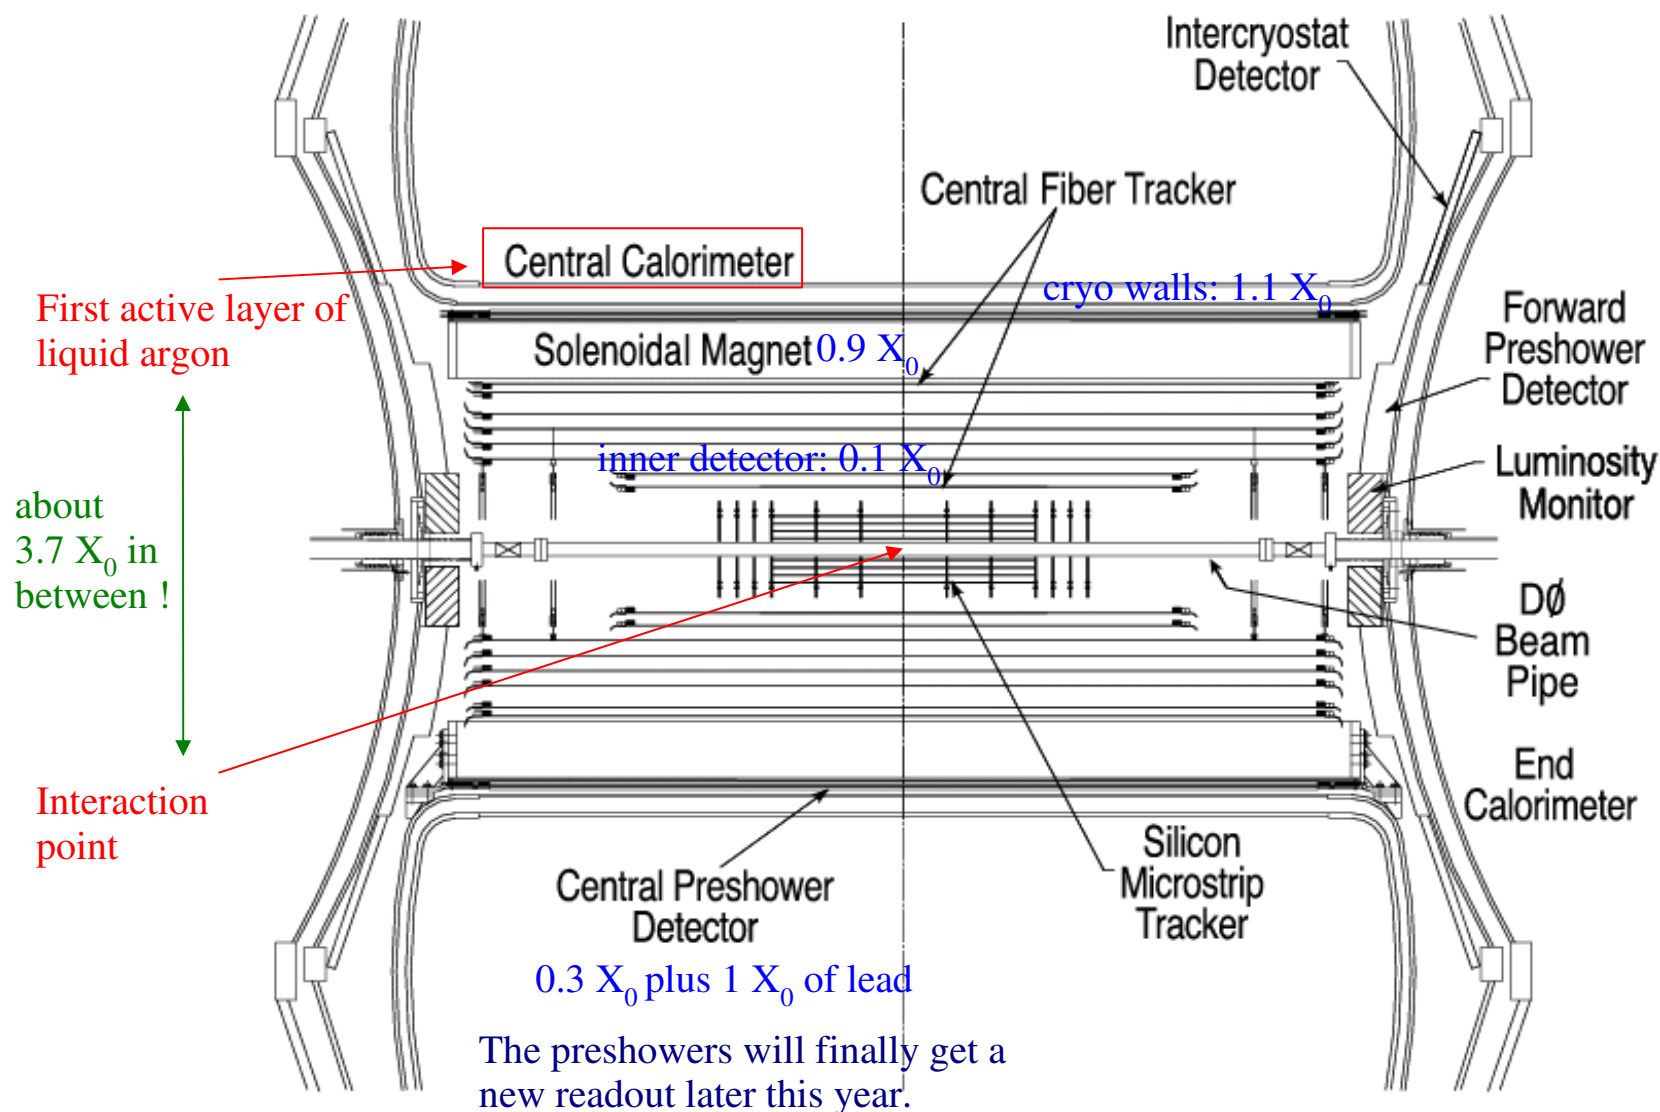 Intercryostat
Detector
Central Fiber Tracker
Central Calorimeter
cryo walls: 1.1 X₀
First active layer of
liquid argon
Forward
Preshower
Detector
Solenoidal Magnet 0.9 X₀
inner detector: 0.1 X₀
Luminosity
Monitor
about
3.7 X₀ in
between !
DØ
Beam
Pipe
Interaction
point
End
Calorimeter
Silicon
Microstrip
Tracker
Central Preshower
Detector
0.3 X₀ plus 1 X₀ of lead
The preshowers will finally get a
new readout later this year.